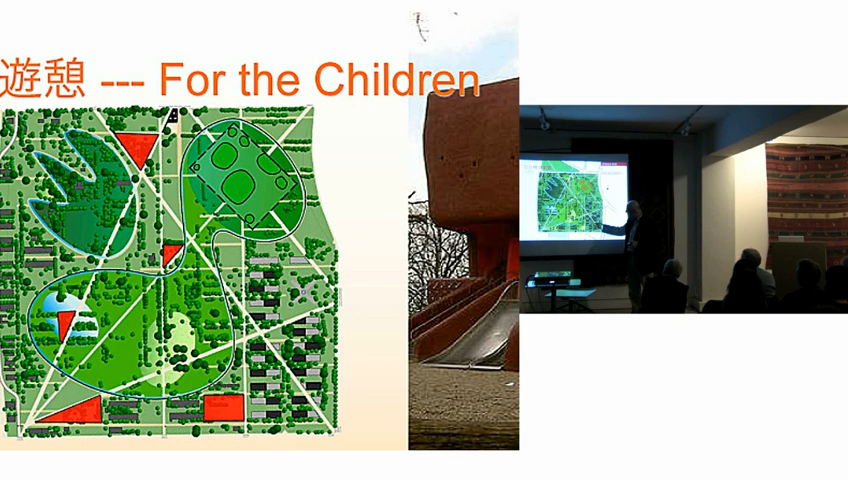 遊憩 --- For the Children